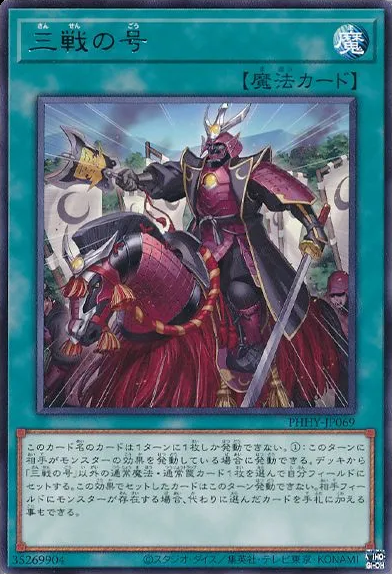 三戦の号
魔
【魔法カード】
PHHY-JP069
このカード名のカードは1ターンに1枚しか発動できない。①:このターンに
相手がモンスターの効果を発動している場合に発動できる。デッキから
「三戦の号」以外の通常魔法・通常罠カード1枚を選んで自分フィールドに
セットする。この効果でセットしたカードはこのターン発動できない。相手フィー
ルドにモンスターが存在する場合、代わりに選んだカードを手札に加える
事もできる。
35269904
©スタジオ・ダイス/集英社・テレビ東京・KONAMI